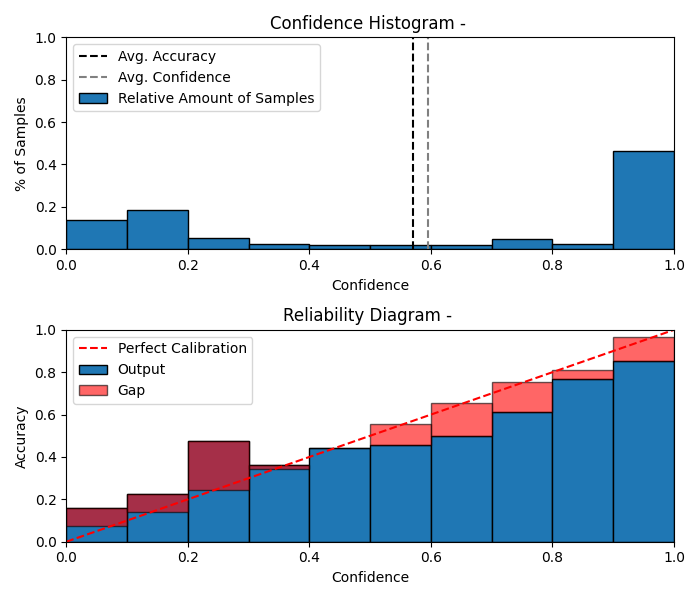 Confidence Histogram -
1.0
0.8
0.6
0.4
0.2
0.0
% of Samples
Avg. Accuracy
Avg. Confidence
Relative Amount of Samples
0.0 0.2 0.4 0.6 0.8 1.0
Confidence
Reliability Diagram -
1.0
0.8
0.6
0.4
0.2
0.0
Accuracy
Perfect Calibration
Output
Gap
0.0 0.2 0.4 0.6 0.8 1.0
Confidence